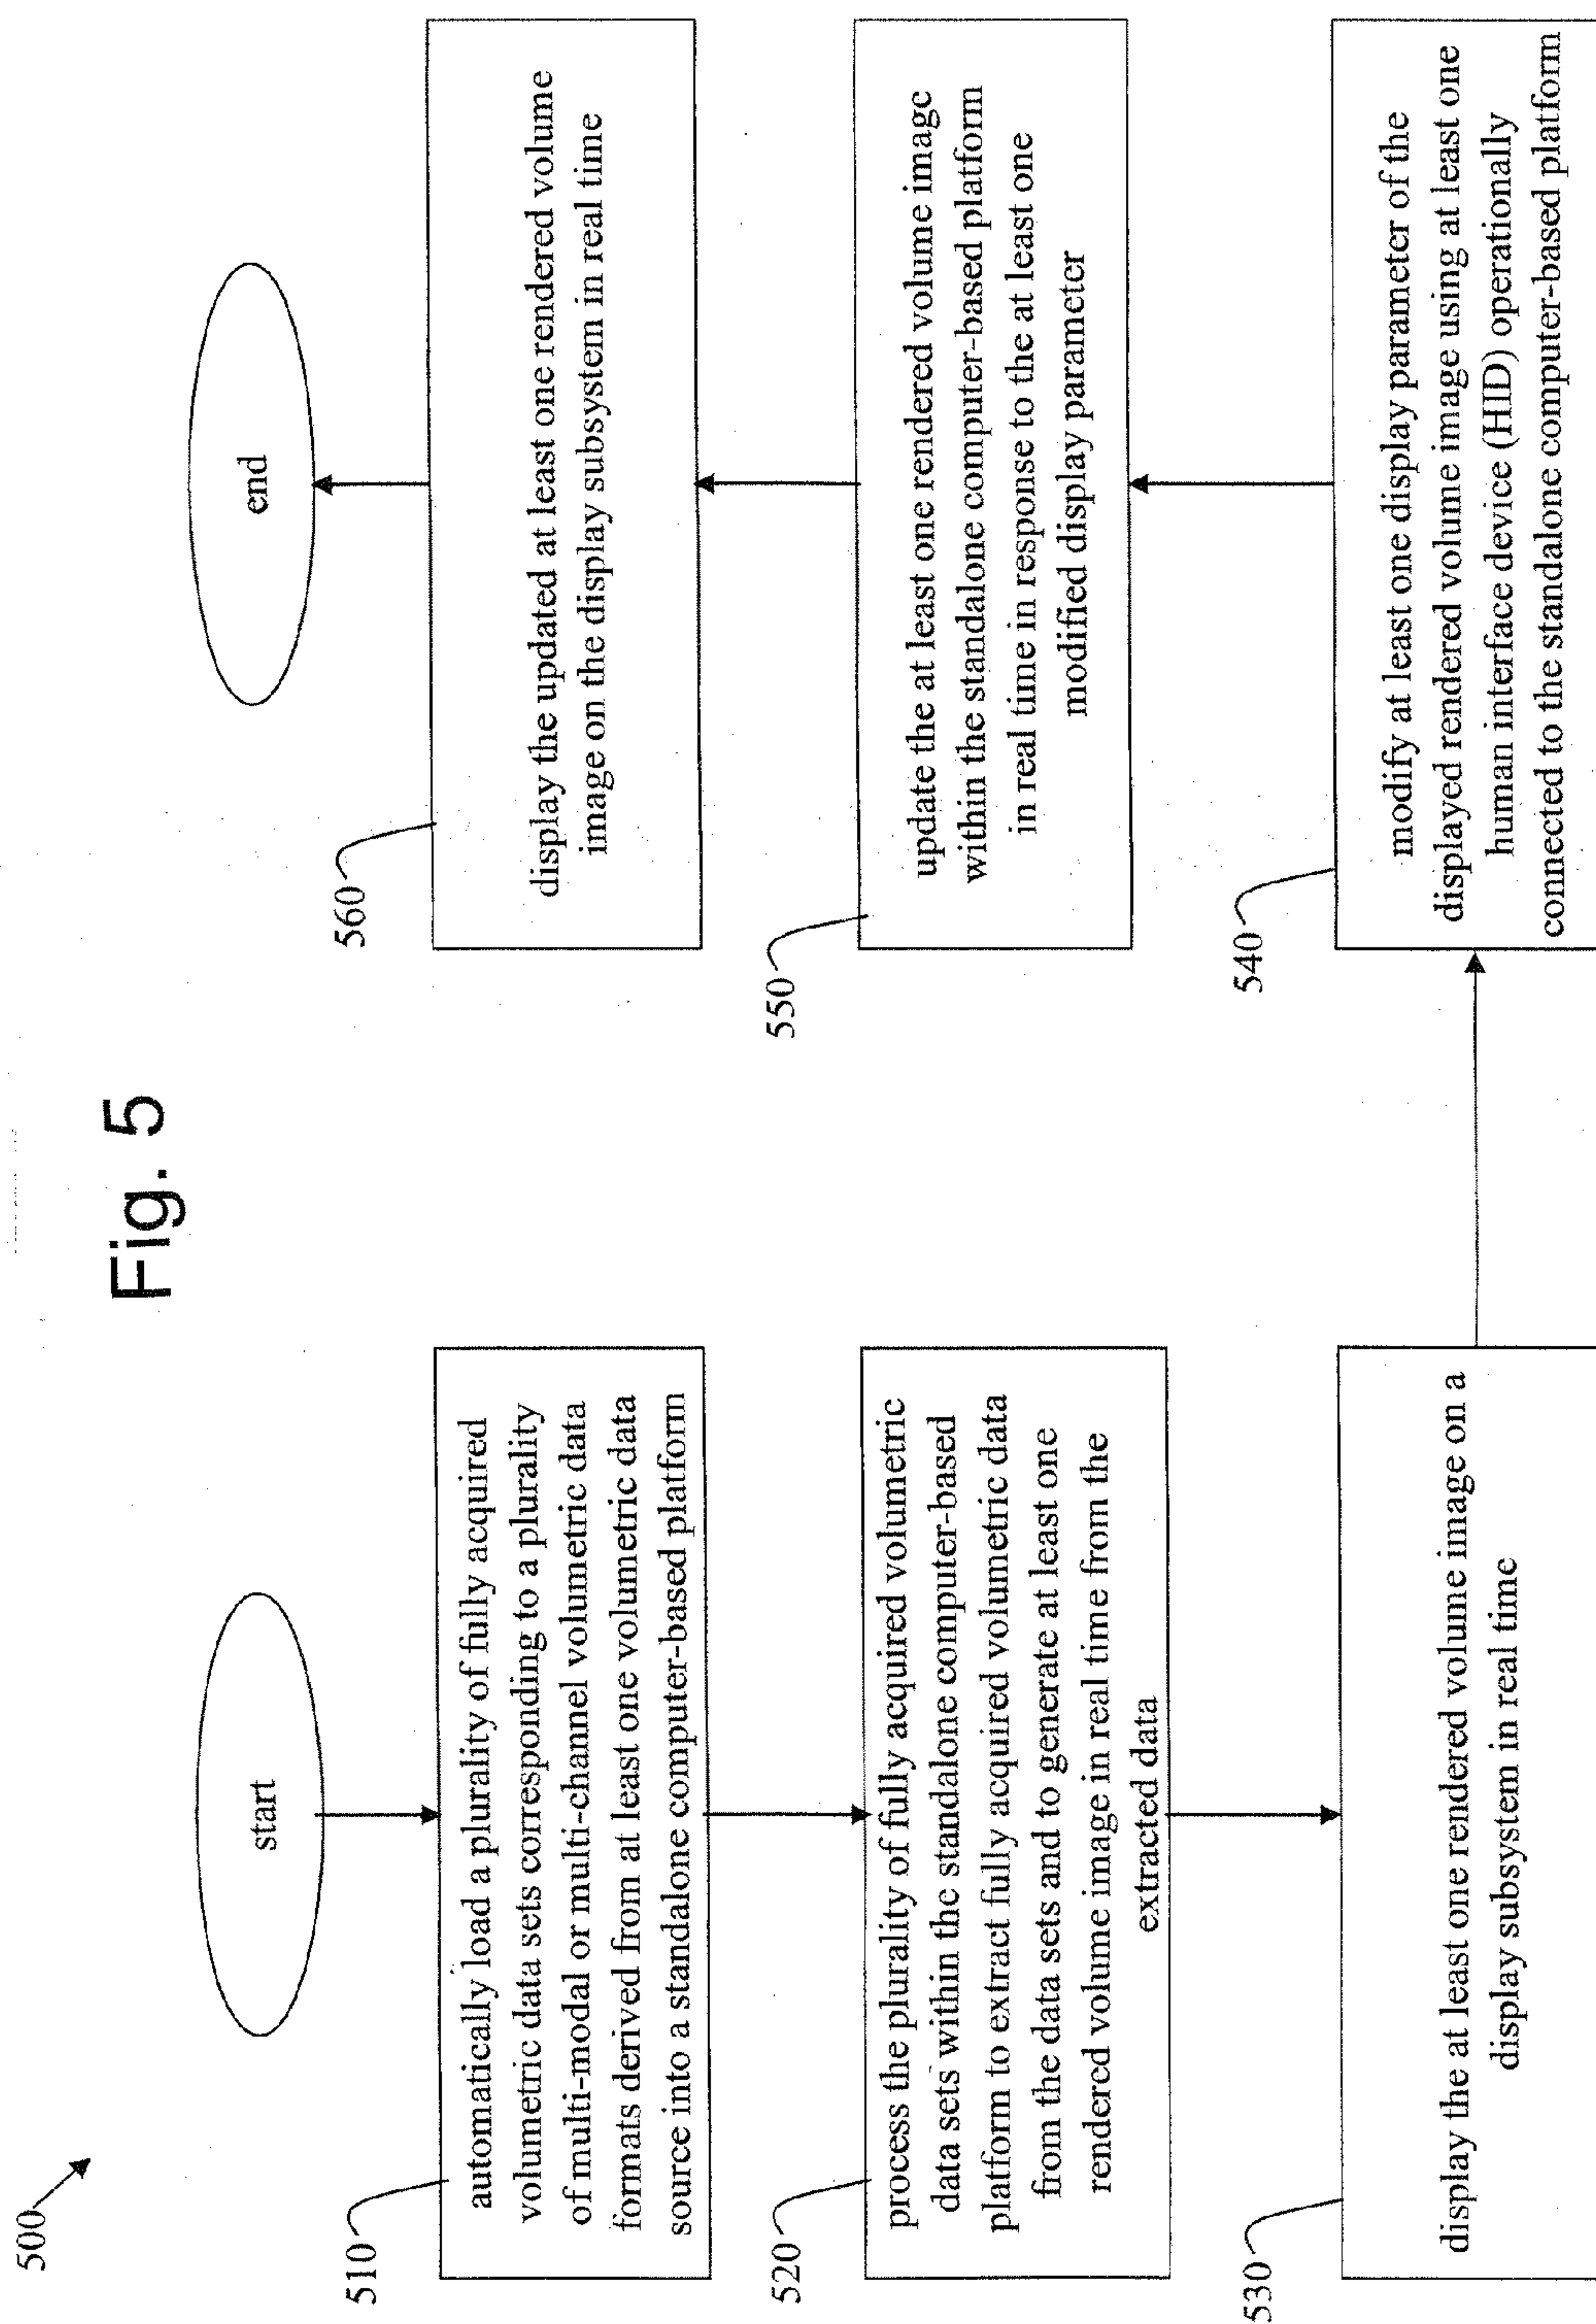 500
Fig. 5
start
510
automatically load a plurality of fully acquired
volumetric data sets corresponding to a plurality
of multi-modal or multi-channel volumetric data
formats derived from at least one volumetric data
source into a standalone computer-based platform
520
process the plurality of fully acquired volumetric
data sets within the standalone computer-based
platform to extract fully acquired volumetric data
from the data sets and to generate at least one
rendered volume image in real time from the
extracted data
530
display the at least one rendered volume image on a
display subsystem in real time
540
modify at least one display parameter of the
displayed rendered volume image using at least one
human interface device (HID) operationally
connected to the standalone computer-based platform
550
update the at least one rendered volume image
within the standalone computer-based platform
in real time in response to the at least one
modified display parameter
560
display the updated at least one rendered volume
image on the display subsystem in real time
end